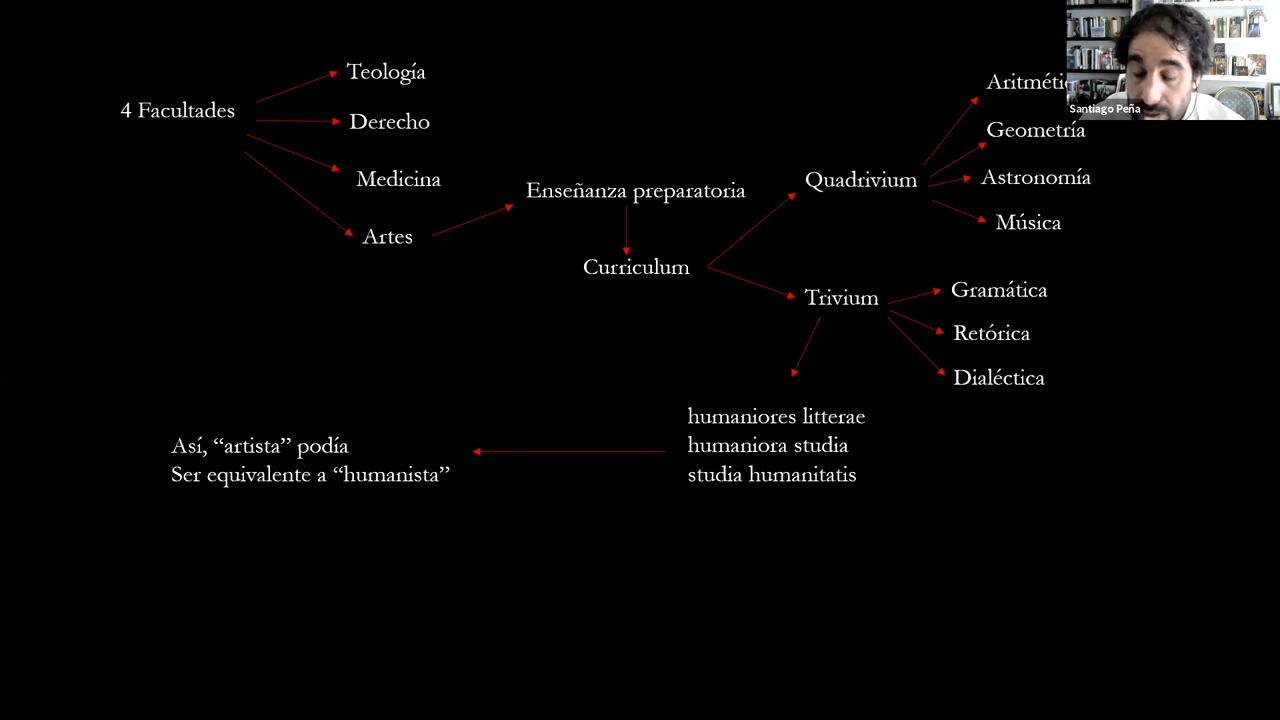 4 Facultades
Teología
Derecho
Medicina
Artes
Enseñanza preparatoria
Curriculum
Quadrivium
Geometría
Astronomía
Música
Trivium
Gramática
Retórica
Dialéctica
humaniores litterae
humaniora studia
studia humanitatis
Así, “artista” podía
Ser equivalente a “humanista”
Santiago Peña